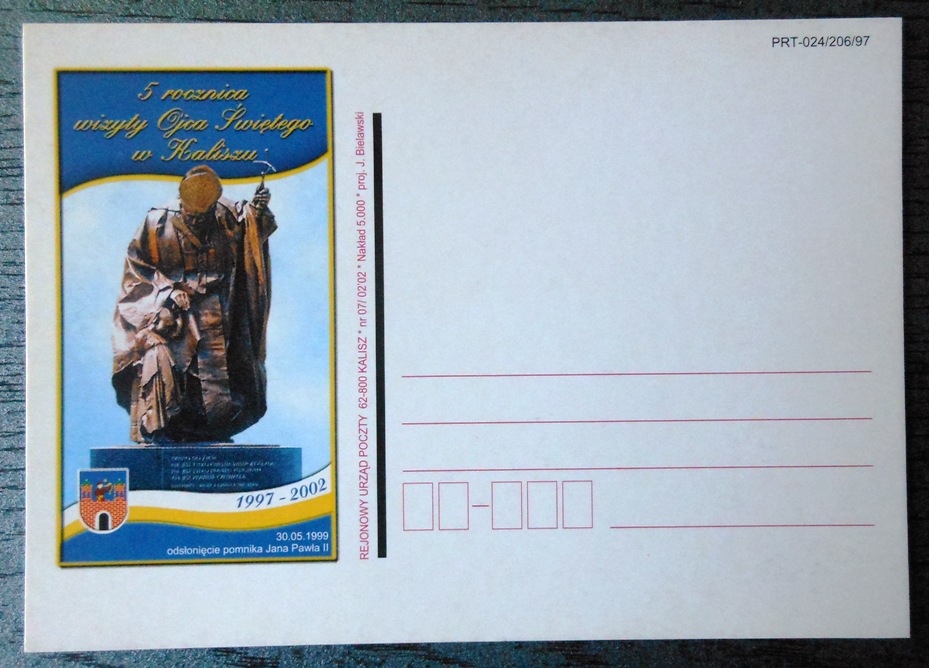 PRT-024/206/97
5 rocznica
wizyty Ojca Świętego
w Kaliszu
1997 - 2002
30.05.1999
odsłonięcie pomnika Jana Pawła II
REJONOWY URZĄD POCZTY 62-800 KALISZ * nr 07/ 02'02 * Nakład 5.000 * proj. J. Bielawski